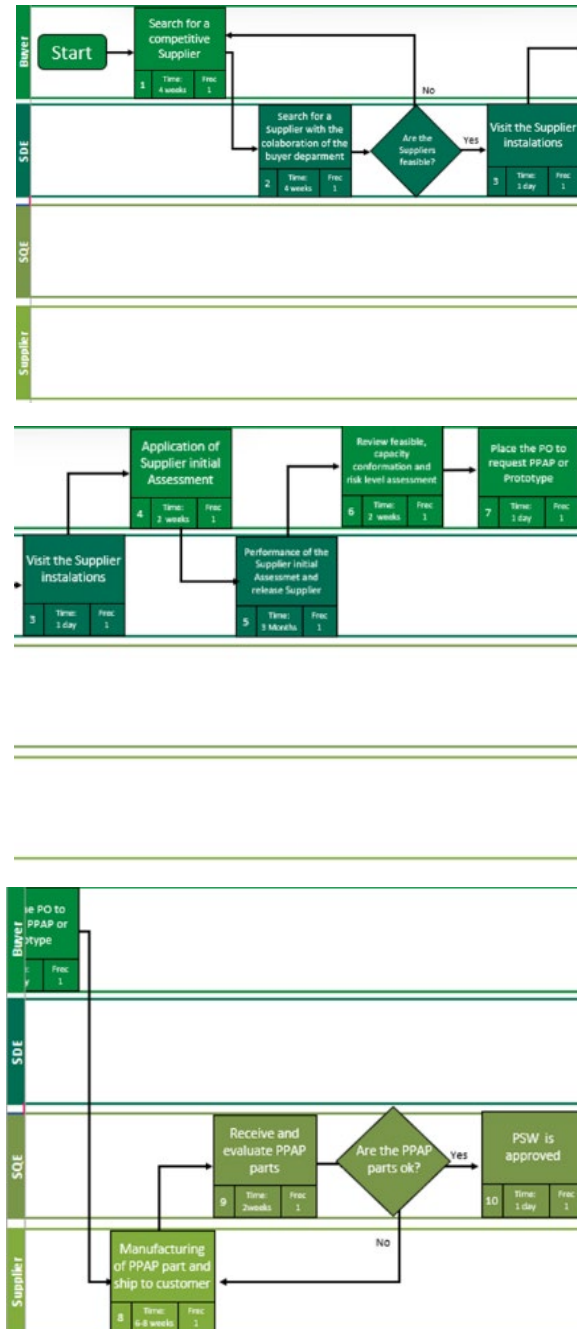 Buyer
Start
Search for a
competitive
Supplier
1 Time: 4 weeks Frec 1
No
SDE
Search for a
Supplier with the
colaboration of the
buyer deparment
2 Time: 4 weeks Frec 1
Are the
Suppliers
feasible?
Yes
Visit the Supplier
instalations
3 Time: 1 day Frec 1
SQE
Supplier
Application of
Supplier initial
Assessment
4 Time: 2 weeks Frec 1
Review feasible,
capacity
conformation and
risk level assessment
6 Time: 2 weeks Frec 1
Place the PO to
request PPAP or
Prototype
7 Time: 1 day Frec 1
Visit the Supplier
instalations
3 Time: 1 day Frec 1
Performance of the
Supplier initial
Assessmet and
release Supplier
5 Time: 3 Months Frec 1
Buyer
e PO to
PPAP or
otype
Frec 1
SDE
SQE
Receive and
evaluate PPAP
parts
9 Time: 2weeks Frec 1
Are the PPAP
parts ok?
Yes
PSW is
approved
10 Time: 1 day Frec 1
No
Supplier
Manufacturing
of PPAP part and
ship to customer
8 Time: 6-8 weeks Frec 1